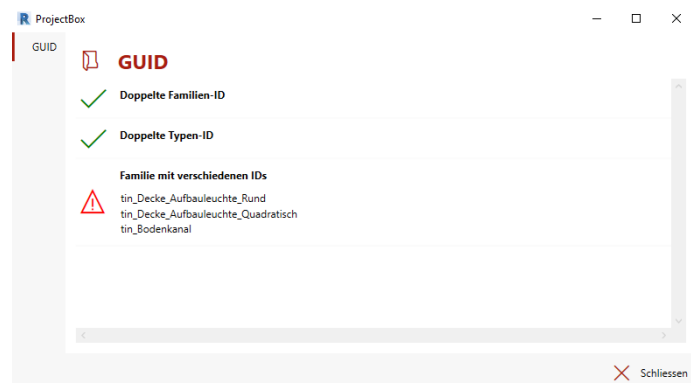 ProjectBox
GUID
GUID
Doppelte Familien-ID
Doppelte Typen-ID
Familie mit verschiedenen IDs
tin_Decke_Aufbauleuchte_Rund
tin_Decke_Aufbauleuchte_Quadratisch
tin_Bodenkanal
Schliessen